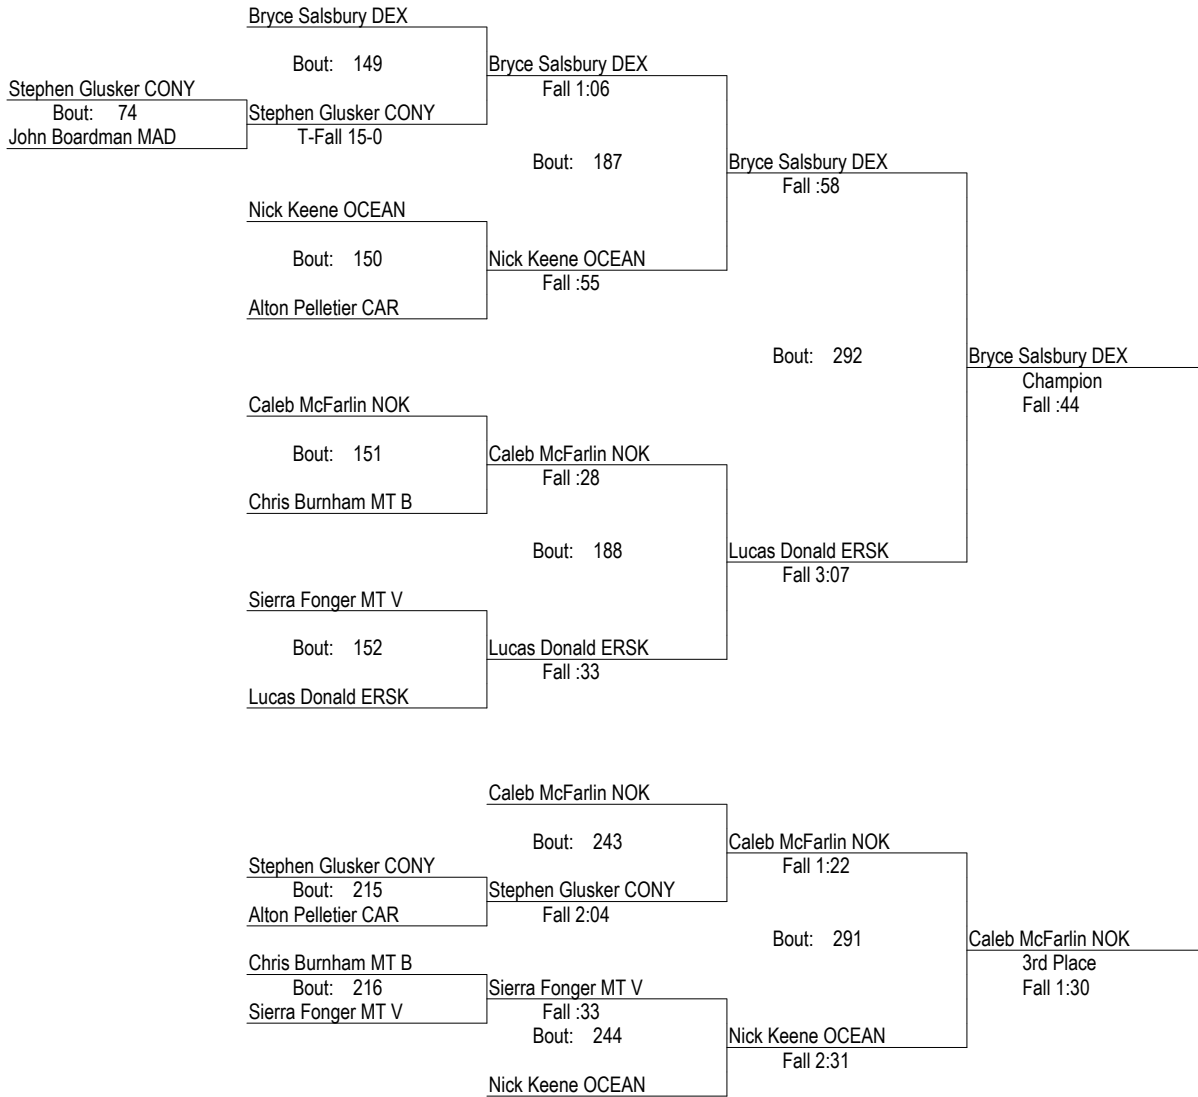 Bryce Salsbury DEX
Bout: 149
Bryce Salsbury DEX
Fall 1:06
Stephen Glusker CONY
Bout: 74
John Boardman MAD
Stephen Glusker CONY
T-Fall 15-0
Bout: 187
Bryce Salsbury DEX
Fall :58
Nick Keene OCEAN
Bout: 150
Nick Keene OCEAN
Fall :55
Alton Pelletier CAR
Bout: 292
Bryce Salsbury DEX
Champion
Fall :44
Caleb McFarlin NOK
Bout: 151
Caleb McFarlin NOK
Fall :28
Chris Burnham MT B
Bout: 188
Lucas Donald ERSK
Fall 3:07
Sierra Fonger MT V
Bout: 152
Lucas Donald ERSK
Fall :33
Lucas Donald ERSK
Caleb McFarlin NOK
Bout: 243
Caleb McFarlin NOK
Fall 1:22
Stephen Glusker CONY
Bout: 215
Alton Pelletier CAR
Stephen Glusker CONY
Fall 2:04
Bout: 291
Caleb McFarlin NOK
3rd Place
Fall 1:30
Chris Burnham MT B
Bout: 216
Sierra Fonger MT V
Sierra Fonger MT V
Fall :33
Bout: 244
Nick Keene OCEAN
Fall 2:31
Nick Keene OCEAN